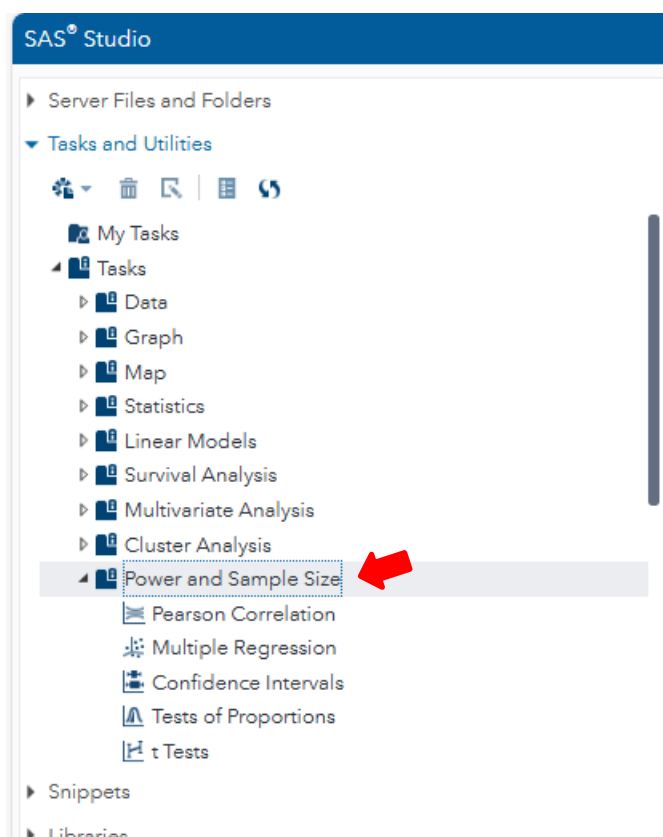 SAS® Studio
Server Files and Folders
Tasks and Utilities
My Tasks
Tasks
Data
Graph
Map
Statistics
Linear Models
Survival Analysis
Multivariate Analysis
Cluster Analysis
Power and Sample Size
Pearson Correlation
Multiple Regression
Confidence Intervals
Tests of Proportions
t Tests
Snippets
Libraries